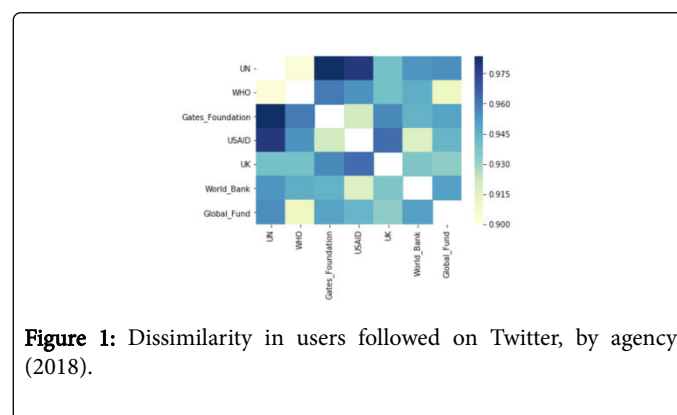 UN
WHO
Gates_Foundation
USAID
UK
World_Bank
Global_Fund
UN
WHO
Gates_Foundation
USAID
UK
World_Bank
Global_Fund
0.975
0.960
0.945
0.930
0.915
0.900
Figure 1: Dissimilarity in users followed on Twitter, by agency
(2018).